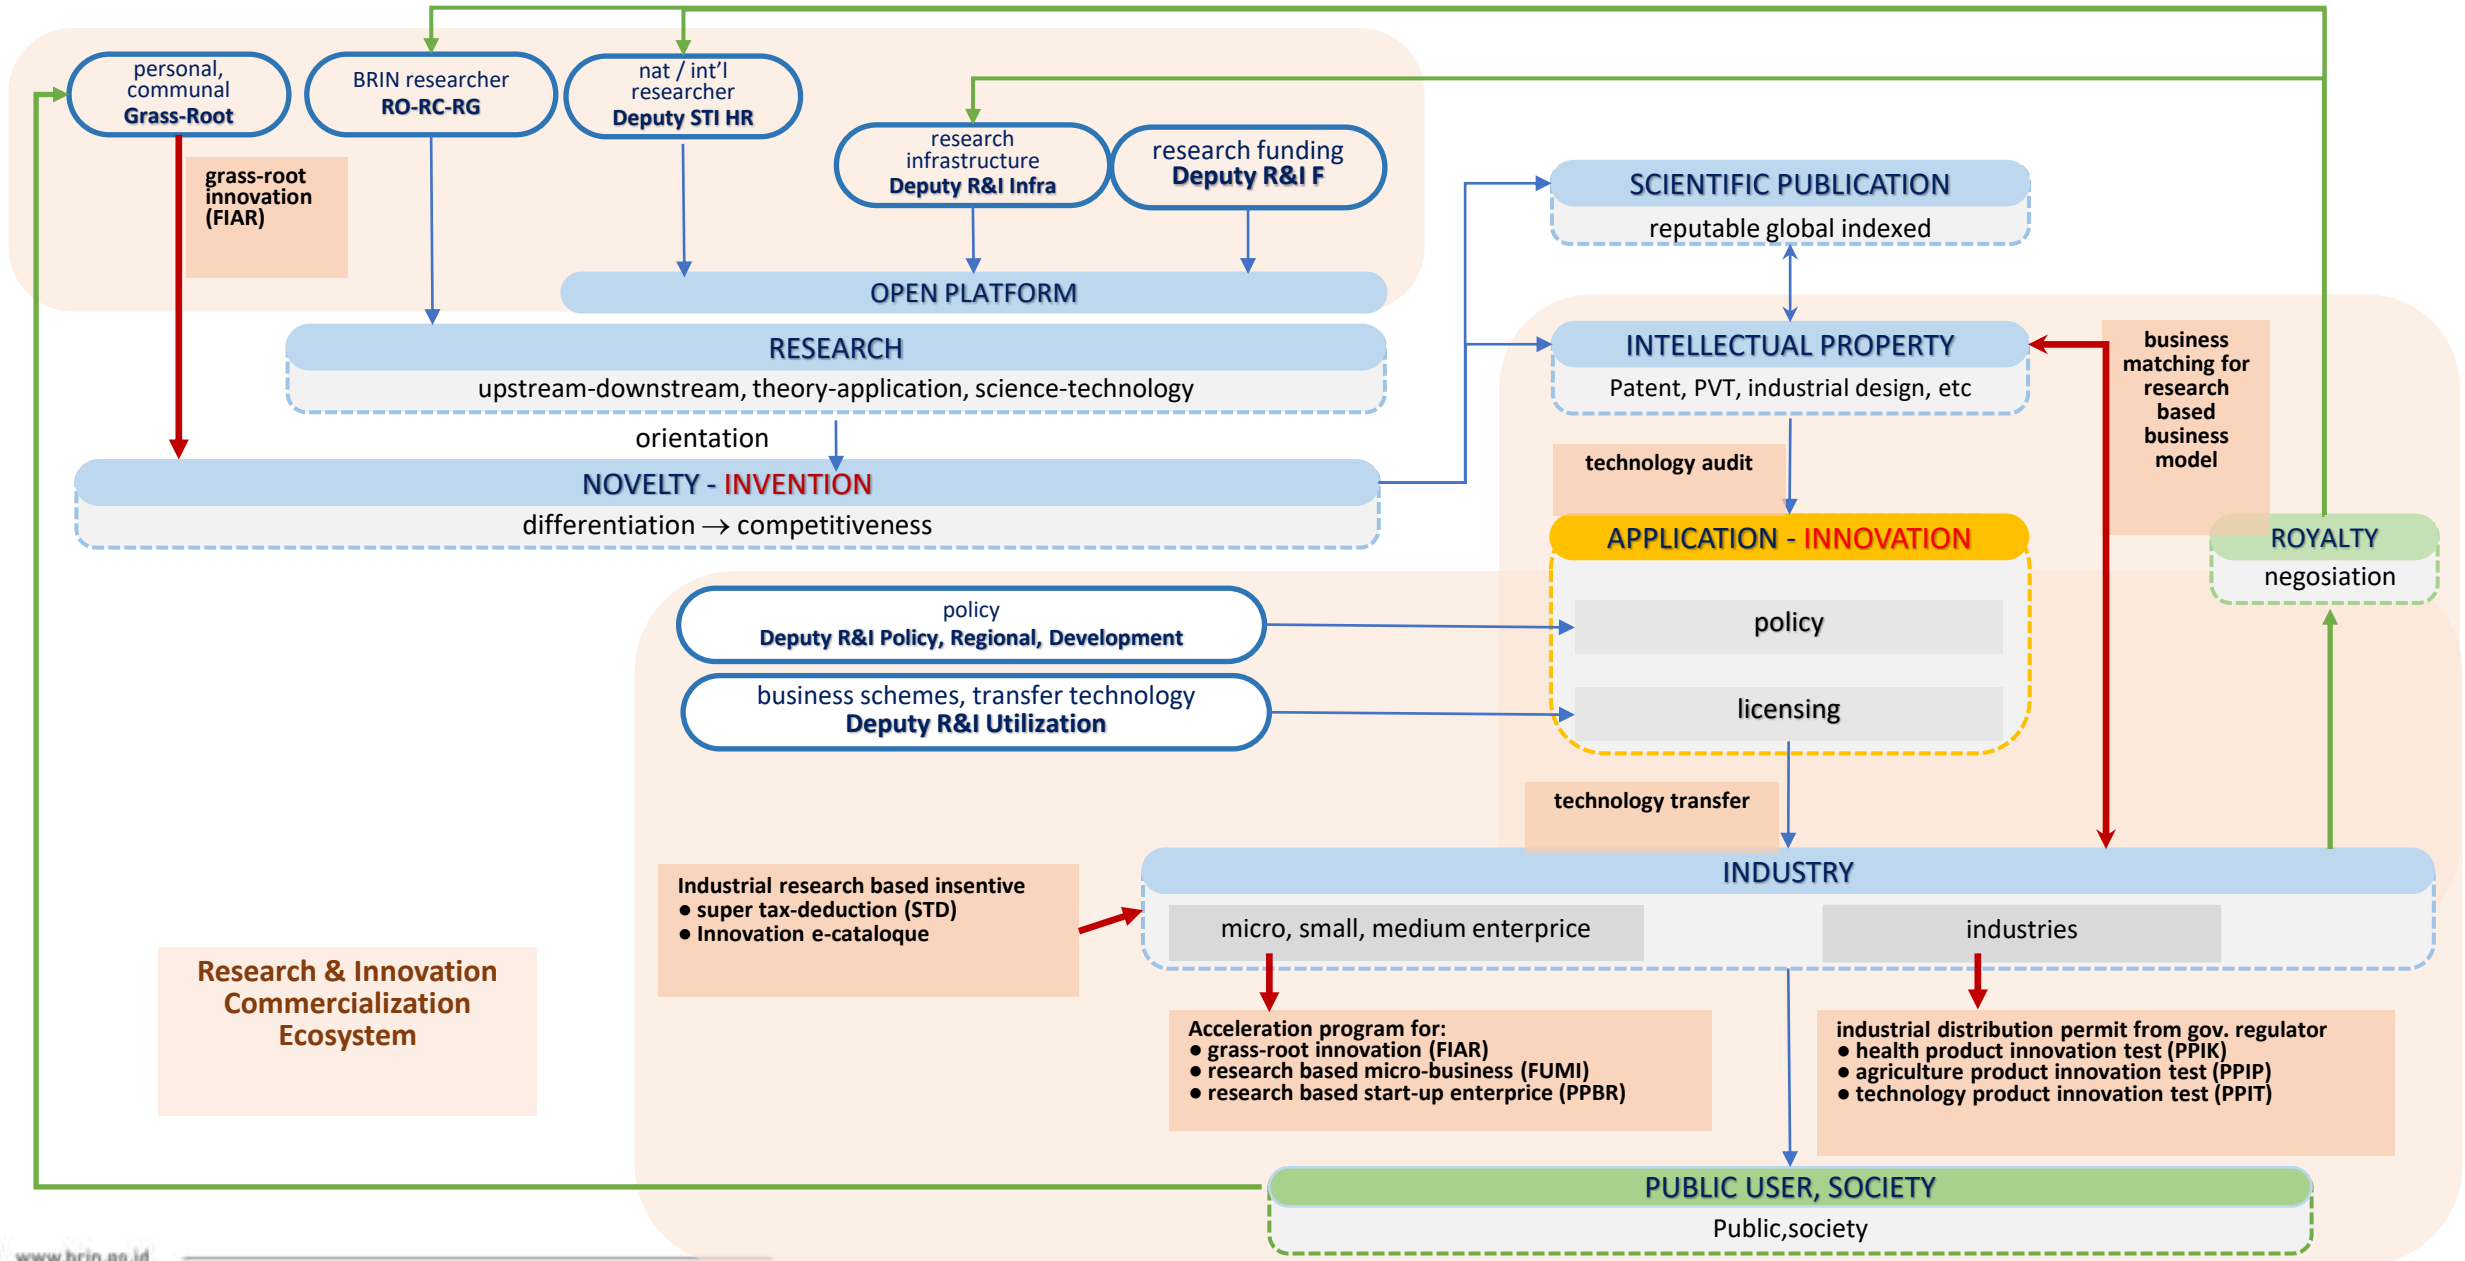 personal,
communal
Grass-Root
BRIN researcher
RO-RC-RG
nat / int'l
researcher
Deputy STI HR
research
infrastructure
Deputy R&I Infra
research funding
Deputy R&I F
grass-root
innovation
(FIAR)
OPEN PLATFORM
SCIENTIFIC PUBLICATION
reputable global indexed
RESEARCH
upstream-downstream, theory-application, science-technology
orientation
NOVELTY - INVENTION
differentiation → competitiveness
INTELLECTUAL PROPERTY
Patent, PVT, industrial design, etc
business
matching for
research
based
business
model
technology audit
APPLICATION - INNOVATION
policy
licensing
ROYALTY
negosiation
policy
Deputy R&I Policy, Regional, Development
business schemes, transfer technology
Deputy R&I Utilization
technology transfer
INDUSTRY
micro, small, medium enterprice
industries
Industrial research based insentive
● super tax-deduction (STD)
● Innovation e-cataloque
Research & Innovation
Commercialization
Ecosystem
Acceleration program for:
● grass-root innovation (FIAR)
● research based micro-business (FUMI)
● research based start-up enterprice (PPBR)
industrial distribution permit from gov. regulator
● health product innovation test (PPIK)
● agriculture product innovation test (PPIP)
● technology product innovation test (PPIT)
PUBLIC USER, SOCIETY
Public,society
www.brin.go.id